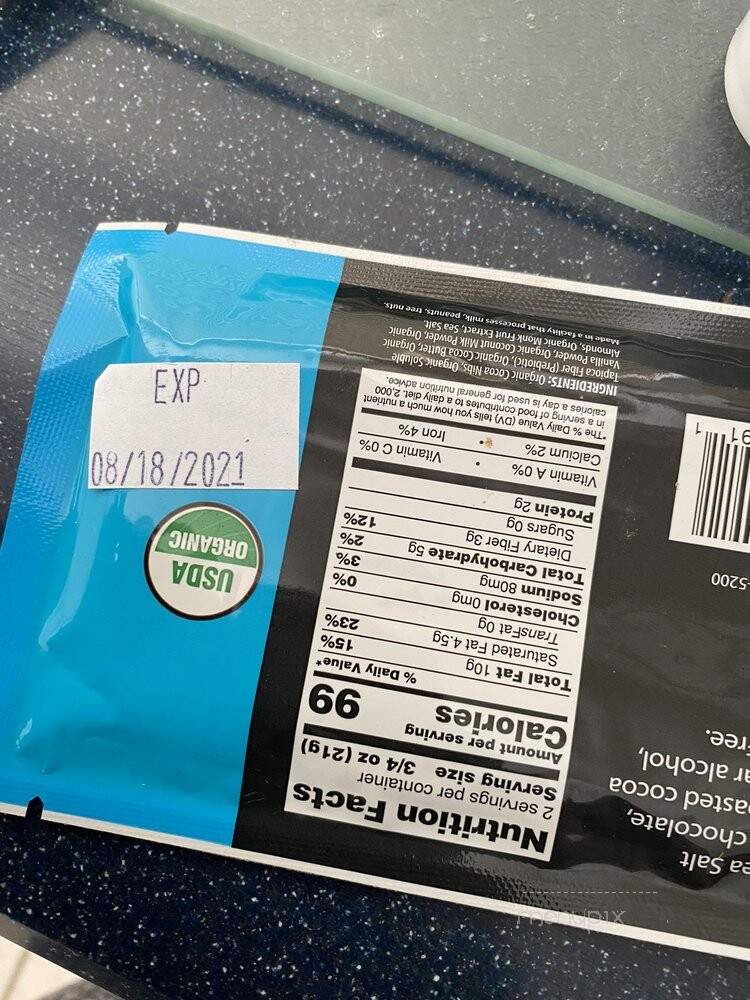 EXP
08/18/2021
USDA
ORGANIC
Nutrition Facts
2 servings per container
Serving size 3/4 oz (21g)
Amount per serving
Calories 99
% Daily Value*
Total Fat 10g 15%
Saturated Fat 4.5g 23%
TransFat 0g
Cholesterol 0mg 0%
Sodium 80mg 3%
Total Carbohydrate 5g 2%
Dietary Fiber 3g 12%
Sugars 0g
Protein 2g
Vitamin A 0% • Vitamin C 0%
Calcium 2% • Iron 4%
*The % Daily Value (DV) tells you how much a nutrient
in a serving of food contributes to a daily diet. 2,000
calories a day is used for general nutrition advice.
INGREDIENTS: Organic Cocoa Nibs, Organic Soluble
Tapioca Fiber (Prebiotic), Organic Cocoa Butter, Organic
Almonds, Organic Coconut Milk Powder, Organic
Vanilla Powder, Organic Monk Fruit Extract, Sea Salt.
Made in a facility that processes milk, peanuts, tree nuts.
ea Salt
chocolate,
asted cocoa
ar alcohol,
ree.
-5200
91 1
menupix